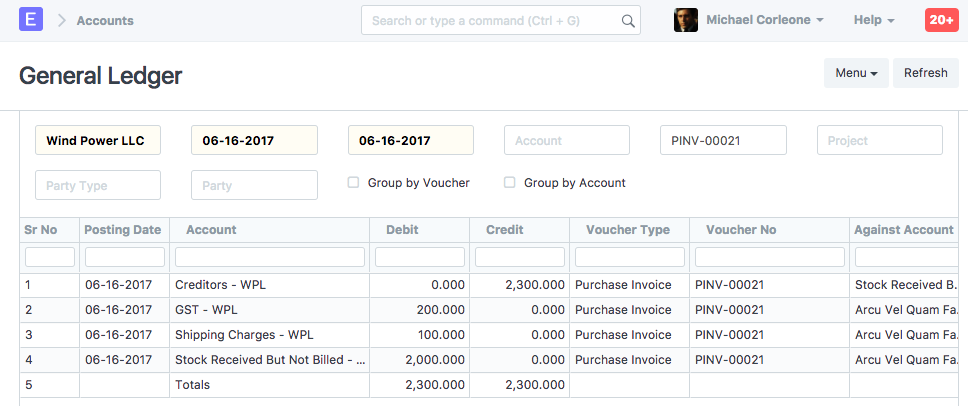 E Accounts Search or type a command (Ctrl + G) Michael Corleone Help 20+
General Ledger Menu Refresh
Wind Power LLC 06-16-2017 06-16-2017 Account PINV-00021 Project
Party Type Party Group by Voucher Group by Account
Sr No Posting Date Account Debit Credit Voucher Type Voucher No Against Account
1 06-16-2017 Creditors - WPL 0.000 2,300.000 Purchase Invoice PINV-00021 Stock Received B.
2 06-16-2017 GST - WPL 200.000 0.000 Purchase Invoice PINV-00021 Arcu Vel Quam Fa.
3 06-16-2017 Shipping Charges - WPL 100.000 0.000 Purchase Invoice PINV-00021 Arcu Vel Quam Fa.
4 06-16-2017 Stock Received But Not Billed - ... 2,000.000 0.000 Purchase Invoice PINV-00021 Arcu Vel Quam Fa.
5 Totals 2,300.000 2,300.000